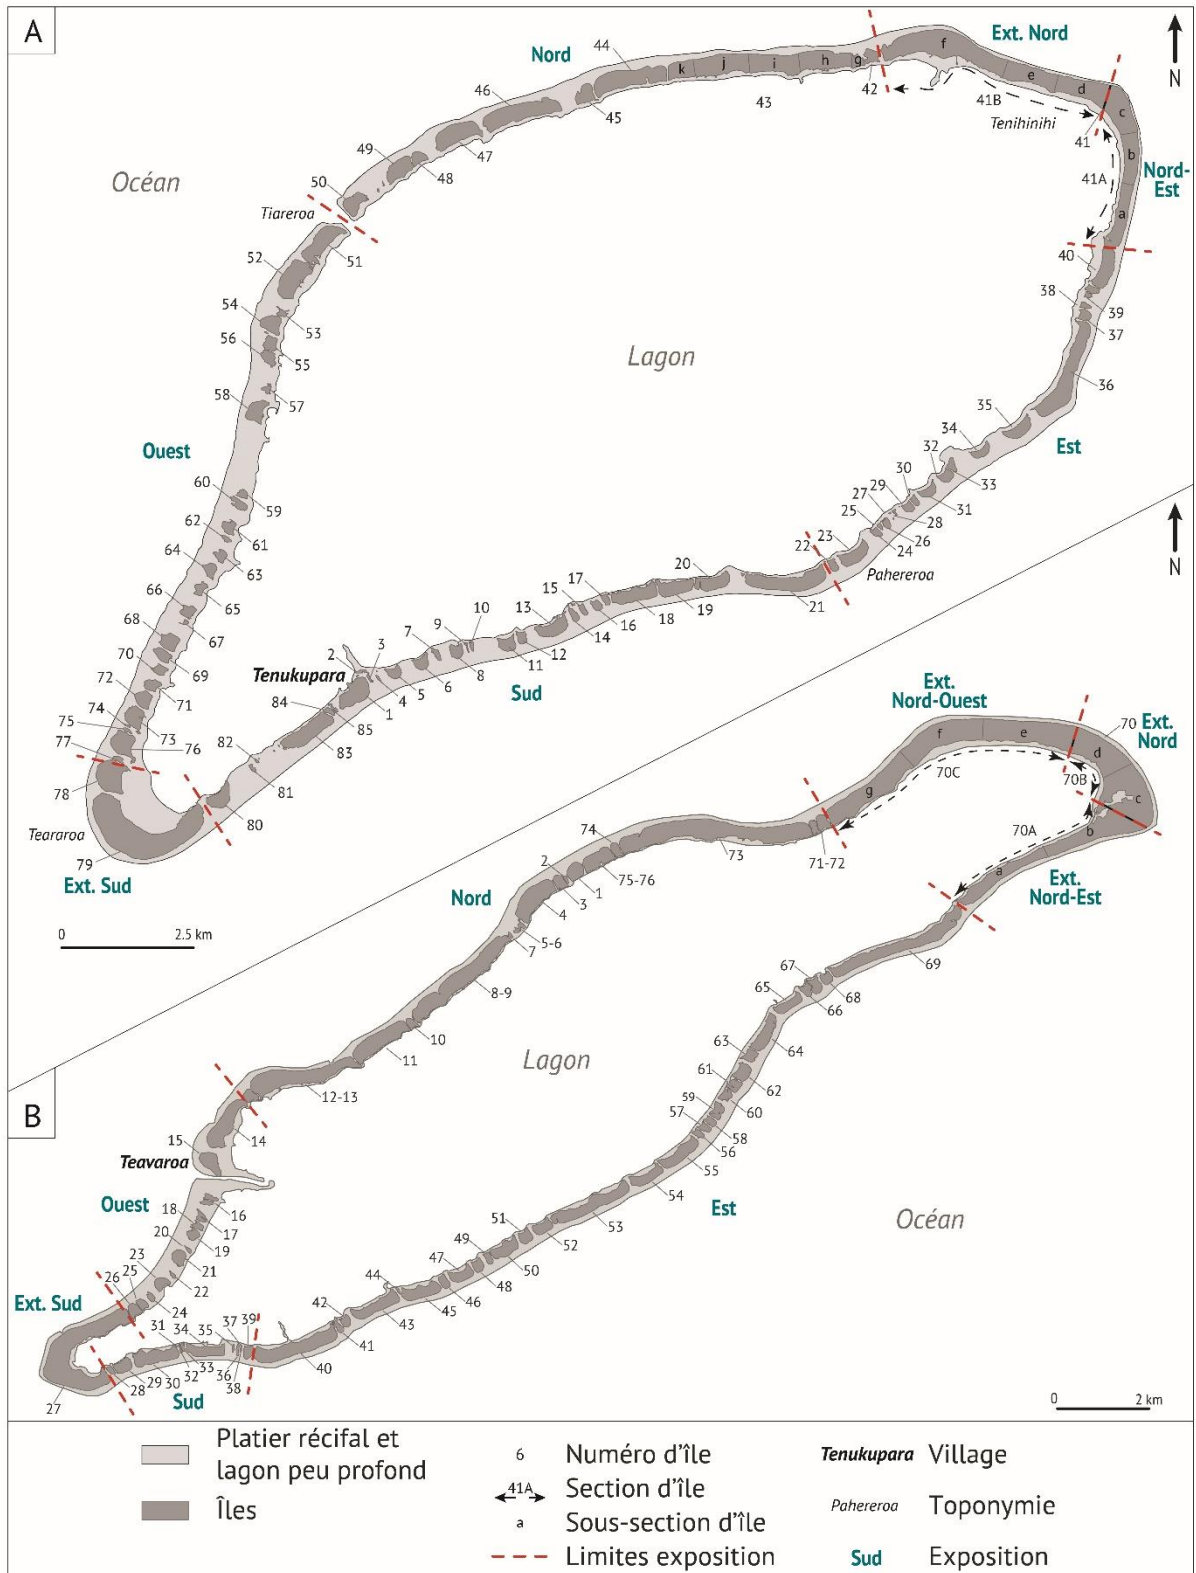 A
44
Nord
Ext. Nord
N
46
k
j
i
h
g
f
e
d
c
b
a
45
43
42
41B
Tenihinihi
41
41A
Nord-
Est
49
47
48
50
Océan
Tiareroa
52
51
40
38
39
37
54
53
56
55
Lagon
36
58
57
35
34
Est
Ouest
32
60
59
30
33
29
31
27
28
62
61
25
26
24
64
63
23
22
Pahereroa
66
65
20
21
17
15
18
19
16
14
13
68
67
10
9
11
12
7
8
70
69
3
2
6
5
4
Tenukupara
1
Sud
72
71
84
85
83
74
73
75
76
82
77
81
78
80
Teararoa
79
Ext. Sud
0
2.5 km
N
Ext.
Nord-Ouest
70
Ext.
Nord
f
e
d
70C
70B
c
g
b
70A
a
Ext.
Nord-Est
74
73
71-72
2
75-76
1
Nord
3
4
5-6
7
8-9
69
67
68
65
66
10
11
Lagon
64
63
62
61
60
12-13
59
58
57
56
B
14
15
55
Teavaroa
54
Est
Océan
Ouest
16
18
17
53
51
20
19
52
49
50
23
21
47
48
22
26
25
44
46
Ext. Sud
24
45
42
43
31
34
35
37
39
41
40
33
36
38
32
30
29
28
27
Sud
0
2 km
Platier récifal et
lagon peu profond
Îles
6
Numéro d'île
41A
Section d'île
a
Sous-section d'île
Limites exposition
Tenukupara
Village
Pahereroa
Toponymie
Sud
Exposition